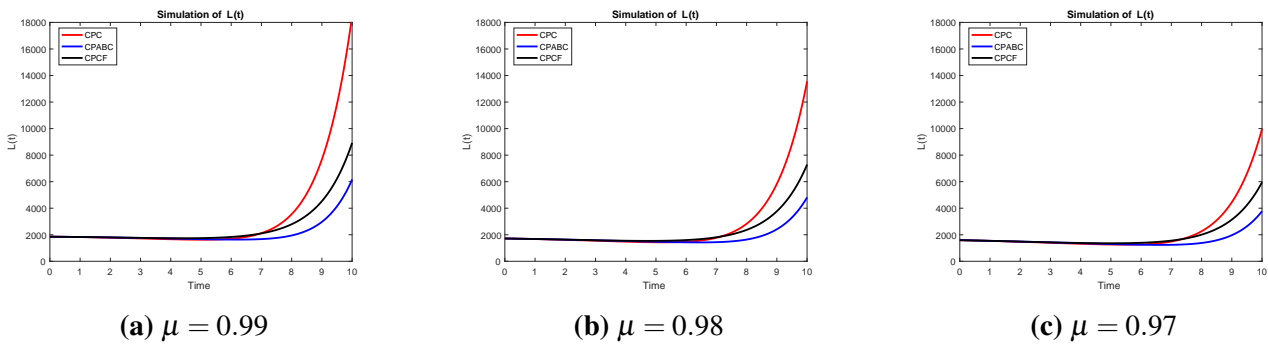 Simulation of L(t)
18000
16000
14000
12000
10000
8000
6000
4000
2000
0
L(t)
CPC
CPABC
CPCF
0 1 2 3 4 5 6 7 8 9 10
Time
(a) μ = 0.99
Simulation of L(t)
18000
16000
14000
12000
10000
8000
6000
4000
2000
0
L(t)
CPC
CPABC
CPCF
0 1 2 3 4 5 6 7 8 9 10
Time
(b) μ = 0.98
Simulation of L(t)
18000
16000
14000
12000
10000
8000
6000
4000
2000
0
L(t)
CPC
CPABC
CPCF
0 1 2 3 4 5 6 7 8 9 10
Time
(c) μ = 0.97